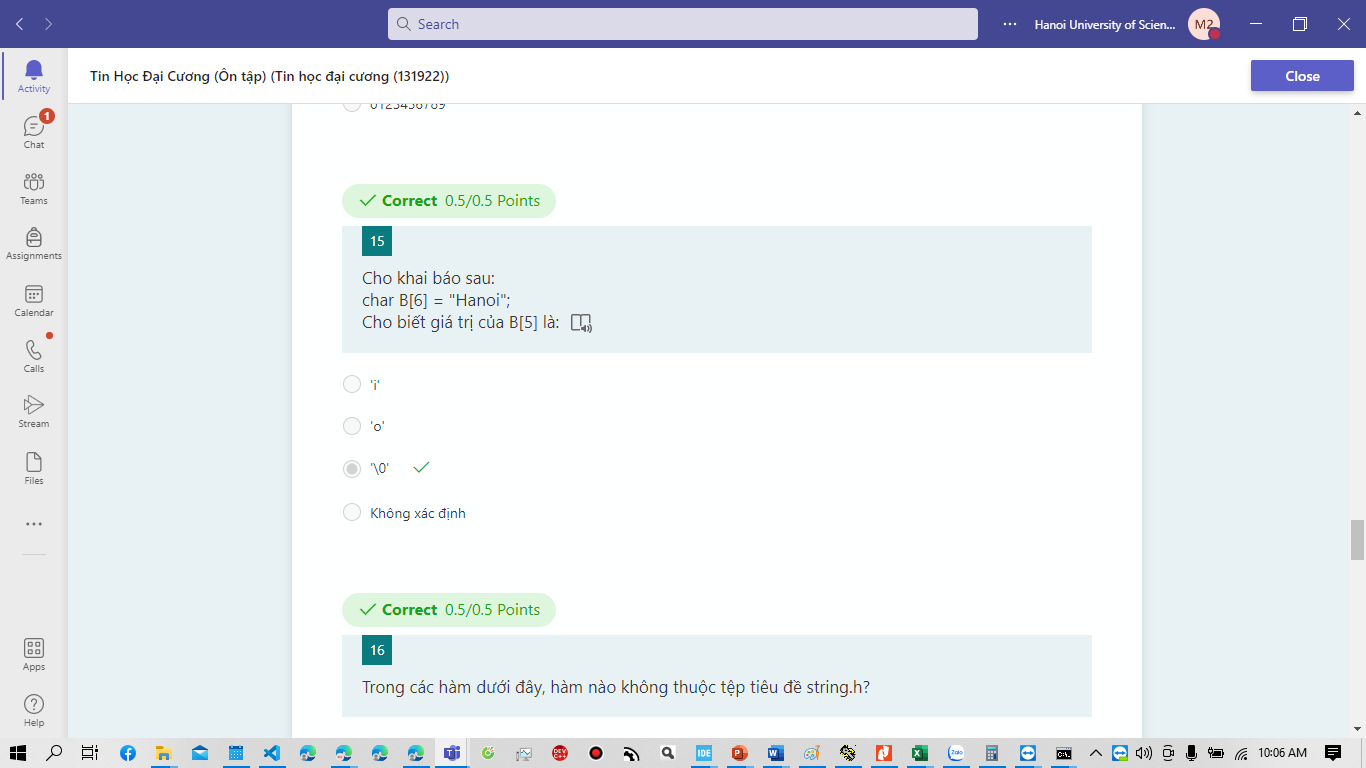 Search
Hanoi University of Scien...
M2
Tin Học Đại Cương (Ôn tập) (Tin học đại cương (131922))
Close
Activity
1
Chat
Teams
Assignments
Calendar
Calls
Stream
Files
Apps
Help
0123456789
Correct 0.5/0.5 Points
15
Cho khai báo sau:
char B[6] = "Hanoi";
Cho biết giá trị của B[5] là:
'i'
'o'
'\0'
Không xác định
Correct 0.5/0.5 Points
16
Trong các hàm dưới đây, hàm nào không thuộc tệp tiêu đề string.h?
10:06 AM